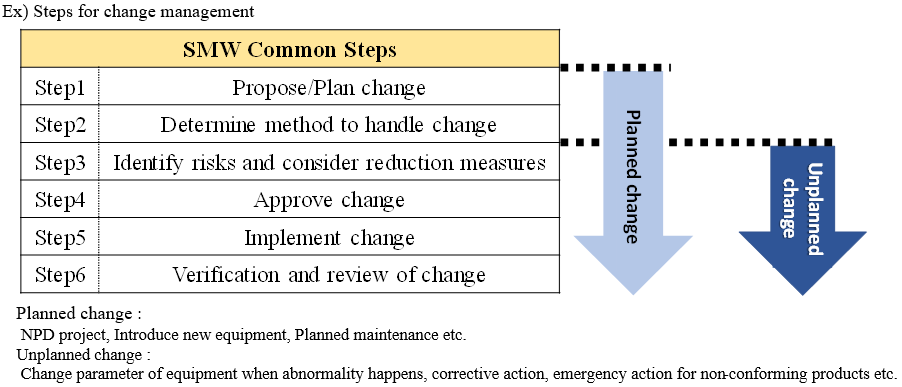 Ex) Steps for change management
SMW Common Steps
Step1 Propose/Plan change
Step2 Determine method to handle change
Step3 Identify risks and consider reduction measures
Step4 Approve change
Step5 Implement change
Step6 Verification and review of change
Planned change
Unplanned
change
Planned change :
NPD project, Introduce new equipment, Planned maintenance etc.
Unplanned change :
Change parameter of equipment when abnormality happens, corrective action, emergency action for non-conforming products etc.